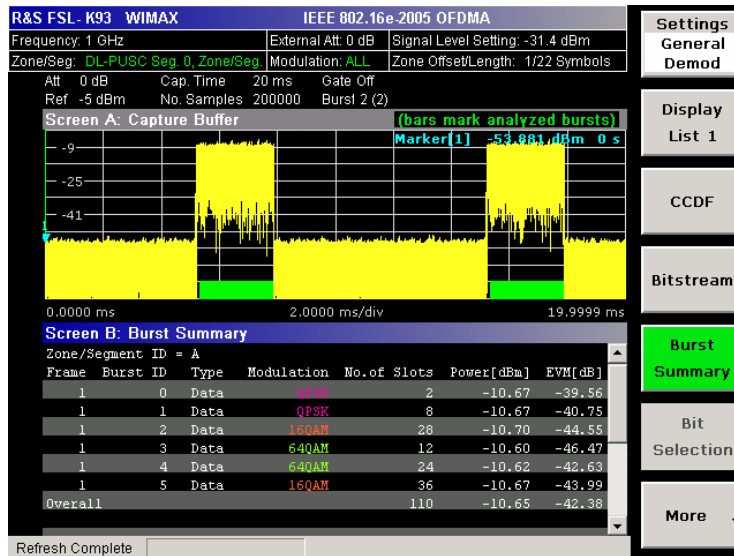 R&S FSL- K93 WIMAX IEEE 802.16e-2005 OFDMA
Frequency: 1 GHz External Att: 0 dB Signal Level Setting: -31.4 dBm
Zone/Seg: DL-PUSC Seg. 0, Zone/Seg. Modulation: ALL Zone Offset/Length: 1/22 Symbols
Att 0 dB Cap. Time 20 ms Gate Off
Ref -5 dBm No. Samples 200000 Burst 2 (2)
Screen A: Capture Buffer (bars mark analyzed bursts)
Marker[1] -53.881 dBm 0 s
-9
-25
-41
1
0.0000 ms 2.0000 ms/div 19.9999 ms
Screen B: Burst Summary
Zone/Segment ID = A
Frame Burst ID Type Modulation No.of Slots Power[dBm] EVM[dB]
1 0 Data QPSK 2 -10.67 -39.56
1 1 Data QPSK 8 -10.67 -40.75
1 2 Data 16QAM 28 -10.70 -44.55
1 3 Data 64QAM 12 -10.60 -46.47
1 4 Data 64QAM 24 -10.62 -42.63
1 5 Data 16QAM 36 -10.67 -43.99
Overall 110 -10.65 -42.38
Refresh Complete
Settings
General
Demod
Display
List 1
CCDF
Bitstream
Burst
Summary
Bit
Selection
More